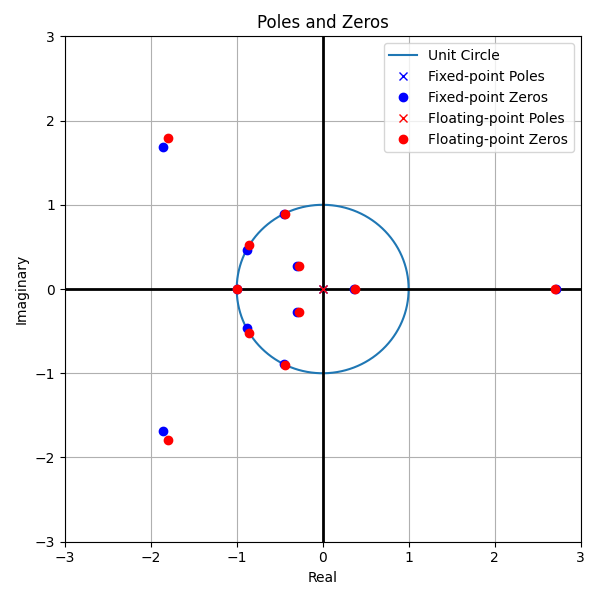 Poles and Zeros
Unit Circle
Fixed-point Poles
Fixed-point Zeros
Floating-point Poles
Floating-point Zeros
3
2
1
0
−1
−2
−3
Imaginary
−3 −2 −1 0 1 2 3
Real